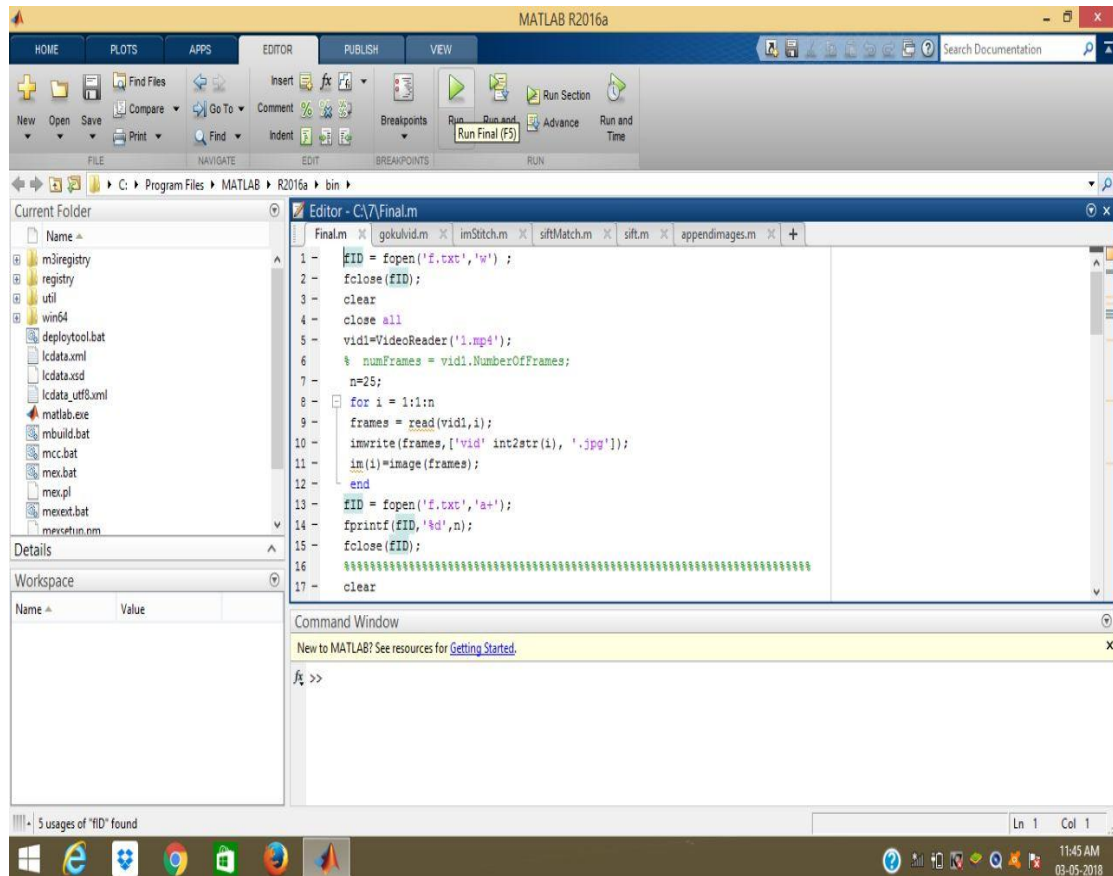 MATLAB R2016a
HOME PLOTS APPS EDITOR PUBLISH VIEW
Search Documentation
New Open Save
Find Files
Compare
Print
Go To
Find
Insert
Comment
Indent
fx
Breakpoints
Run
Run and
Run Section
Advance
Run and Time
Run Final (F5)
FILE NAVIGATE EDIT BREAKPOINTS RUN
C: Program Files MATLAB R2016a bin
Current Folder
Name
m3iregistry
registry
util
win64
deploytool.bat
lcdata.xml
lcdata.xsd
lcdata_utf8.xml
matlab.exe
mbuild.bat
mcc.bat
mex.bat
mex.pl
mexext.bat
mexsetup.pm
Details
Workspace
Name Value
Editor - C:\7\Final.m
Final.m gokulvid.m imStitch.m siftMatch.m sift.m appendimages.m +
1 - fID = fopen('f.txt','w') ;
2 - fclose(fID);
3 - clear
4 - close all
5 - vid1=VideoReader('1.mp4');
6 % numFrames = vid1.NumberOfFrames;
7 - n=25;
8 - for i = 1:1:n
9 - frames = read(vid1,i);
10 - imwrite(frames,['vid' int2str(i), '.jpg']);
11 - im(i)=image(frames);
12 - end
13 - fID = fopen('f.txt','a+');
14 - fprintf(fID,'%d',n);
15 - fclose(fID);
16 %%%%%%%%%%%%%%%%%%%%%%%%%%%%%%%%%%%%%%%%%%%%%%%%%%%%%%%%%%
17 - clear
Command Window
New to MATLAB? See resources for Getting Started.
fx >>
5 usages of "fID" found
Ln 1 Col 1
11:45 AM
03-05-2018